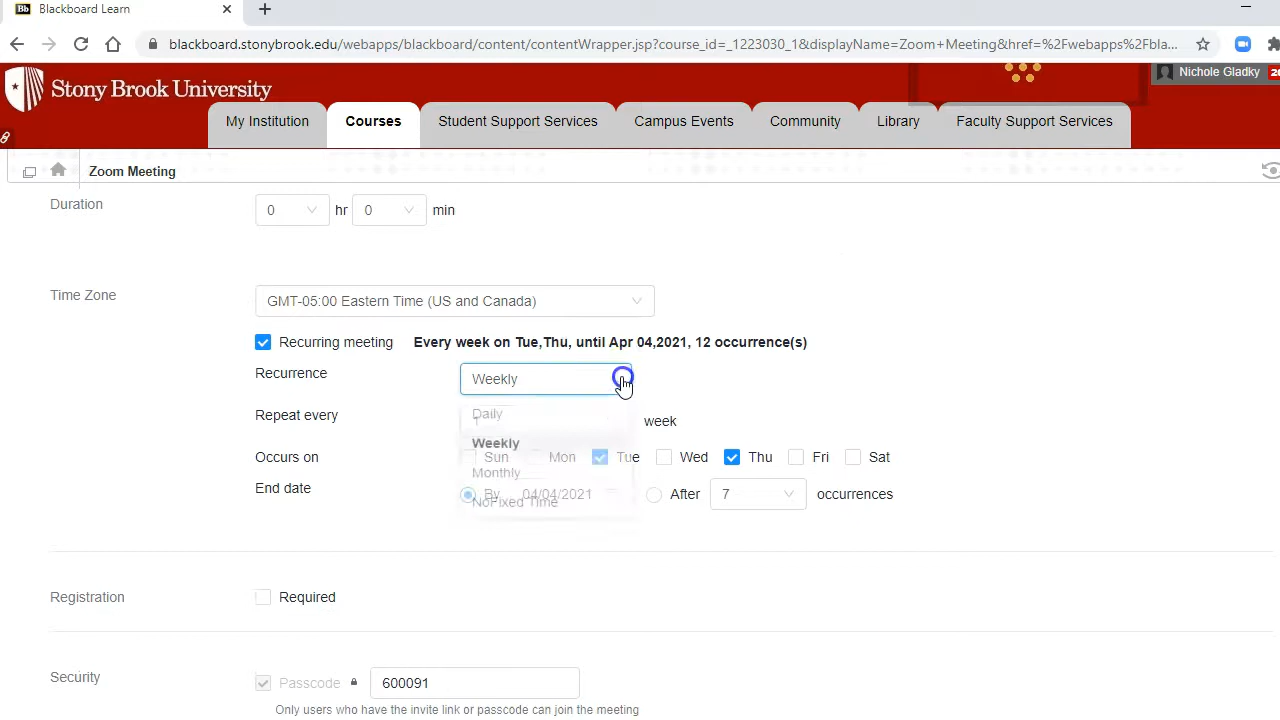 Bb Blackboard Learn
blackboard.stonybrook.edu/webapps/blackboard/content/contentWrapper.jsp?course_id=_1223030_1&displayName=Zoom+Meeting&href=%2Fwebapps%2Fbla...
Stony Brook University
Nichole Gladky
My Institution Courses Student Support Services Campus Events Community Library Faculty Support Services
Zoom Meeting
Duration 0 hr 0 min
Time Zone GMT-05:00 Eastern Time (US and Canada)
Recurring meeting Every week on Tue,Thu, until Apr 04,2021, 12 occurrence(s)
Recurrence Weekly
Daily
Repeat every 1 week
Weekly
Occurs on Sun Mon Tue Wed Thu Fri Sat
Monthly
End date By 04/04/2021 After 7 occurrences
NoFixed Time
Registration Required
Security Passcode 600091
Only users who have the invite link or passcode can join the meeting